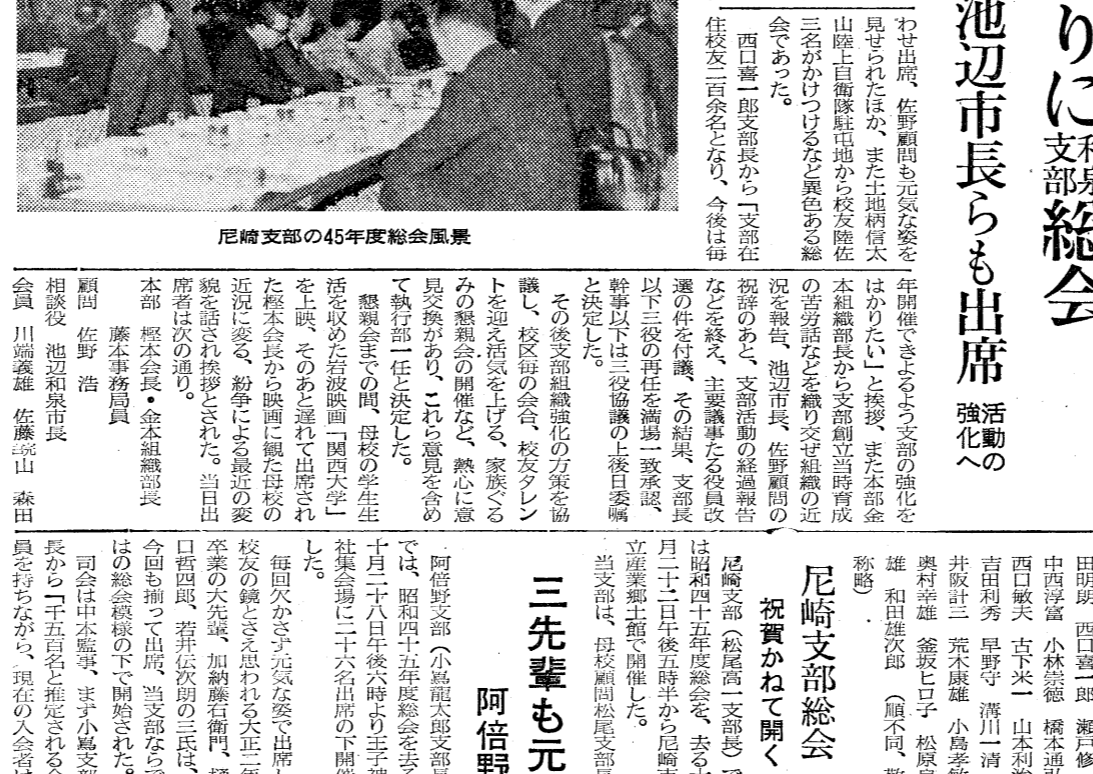 りに
和泉
支部
総会
池辺市長らも出席
活動の
強化へ
わせ出席、佐野顧問も元気な姿を
見せられたほか、また土地柄信太
山陸上自衛隊駐屯地から校友陸佐
三名がかけつけるなど異色ある総
会であった。
西口喜一郎支部長から「支部在
住校友二百余名となり、今後は毎
尼崎支部の45年度総会風景
年開催できよるよう支部の強化を
はかりたい」と挨拶、また本部金
本組織部長から支部創立当時育成
の苦労話などを織り交ぜ組織の近
況を報告、池辺市長、佐野顧問の
祝辞のあと、支部活動の経過報告
などを終え、主要議事たる役員改
選の件を付議、その結果、支部長
以下三役の再任を満場一致承認、
幹事以下は三役協議の上後日委嘱
と決定した。
その後支部組織強化の方策を協
議し、校区毎の会合、校友タレン
トを迎え活気を上げる、家族ぐる
みの懇親会の開催など、熱心に意
見交換があり、これら意見を含め
て執行部一任と決定した。
懇親会までの間、母校の学生生
活を収めた岩波映画「関西大学」
を上映、そのあと遅れて出席され
た樫本会長から映画に観た母校の
近況に変る、紛争による最近の変
貌を話され挨拶とされた。当日出
席者は次の通り。
本部　樫本会長・金本組織部長
藤本事務局員
顧問　佐野　浩
相談役　池辺和泉市長
会員　川端義雄　佐藤　山　森田
田明朗　西口喜一郎　瀬戸修
中西淳富　小林崇徳　橋本通弘
西口敏夫　古下米一　山本利治
吉田利秀　早野守　溝川一清
井阪計三　荒木康雄　小島孝敏
奥村幸雄　釜坂ヒロ子　松原
雄　和田雄次郎　（順不同、敬
称略）
尼崎支部総会
祝賀かねて開く
尼崎支部（松尾高一支部長）で
は昭和四十五年度総会を、去る十
月二十二日午後五時半から尼崎市
立産業郷土館で開催した。
当支部は、母校顧問松尾支部長
三先輩も元
阿倍野
阿倍野支部（小嶌龍太郎支部長
では、昭和四十五年度総会を去る
十月二十八日午後六時より王子神
社集会場に二十六名出席の下開催
した。
毎回欠かさず元気な姿で出席し
校友の鏡とさえ思われる大正二年
卒業の大先輩、加納藤右衛門、樋
口哲四郎、若井伝次朗の三氏は、
今回も揃って出席、当支部ならで
はの総会模様の下で開始された。
司会は中本監事、まず小嶌支部
長から「千五百名と推定される会
員を持ちながら、現在の入会者は